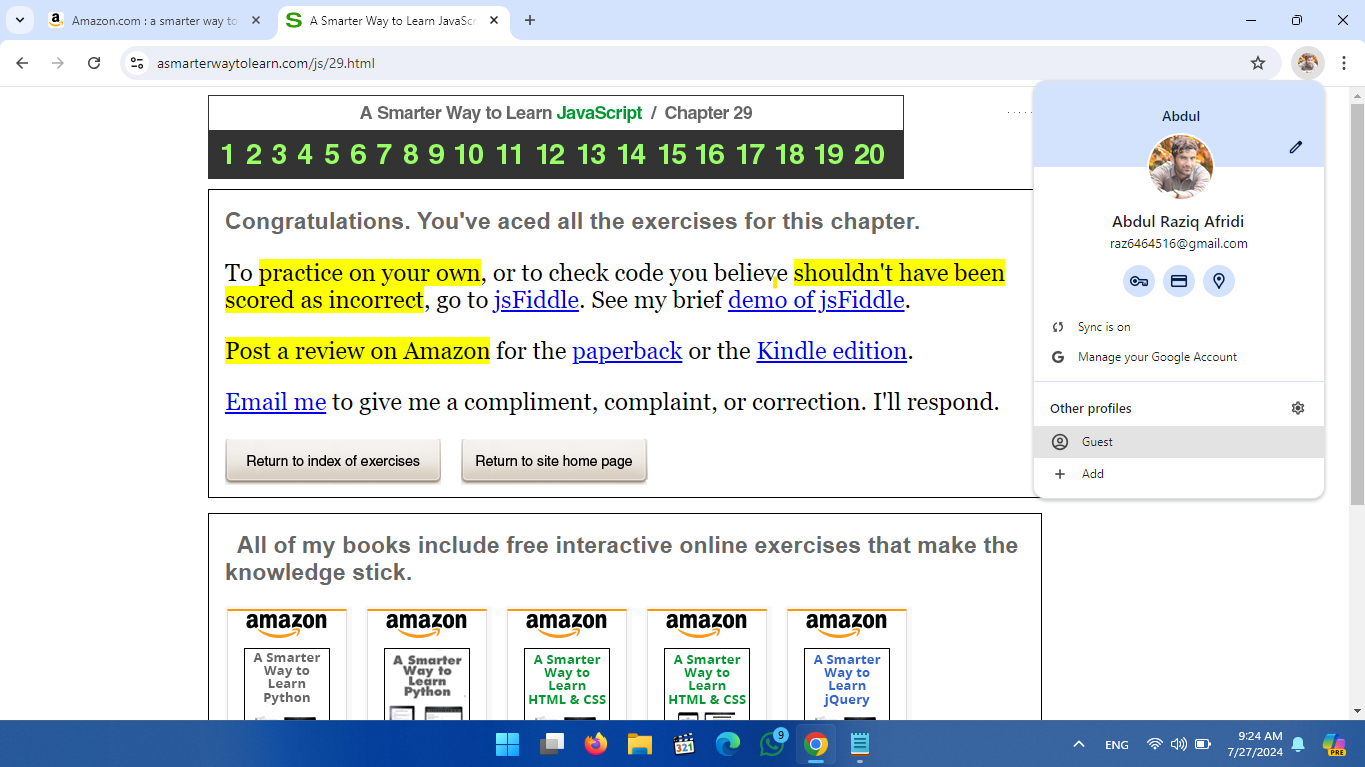 Amazon.com : a smarter way to
A Smarter Way to Learn JavaScr
asmarterwaytolearn.com/js/29.html
A Smarter Way to Learn JavaScript / Chapter 29
1 2 3 4 5 6 7 8 9 10 11 12 13 14 15 16 17 18 19 20
Congratulations. You've aced all the exercises for this chapter.
To practice on your own, or to check code you believe shouldn't have been
scored as incorrect, go to jsFiddle. See my brief demo of jsFiddle.
Post a review on Amazon for the paperback or the Kindle edition.
Email me to give me a compliment, complaint, or correction. I'll respond.
Return to index of exercises
Return to site home page
All of my books include free interactive online exercises that make the
knowledge stick.
amazon
A Smarter
Way to
Learn
Python
amazon
A Smarter
Way to
Learn
Python
amazon
A Smarter
Way to
Learn
HTML & CSS
amazon
A Smarter
Way to
Learn
HTML & CSS
amazon
A Smarter
Way to
Learn
jQuery
Abdul
Abdul Raziq Afridi
raz6464516@gmail.com
Sync is on
Manage your Google Account
Other profiles
Guest
Add
321
9
ENG
9:24 AM
7/27/2024
PRE